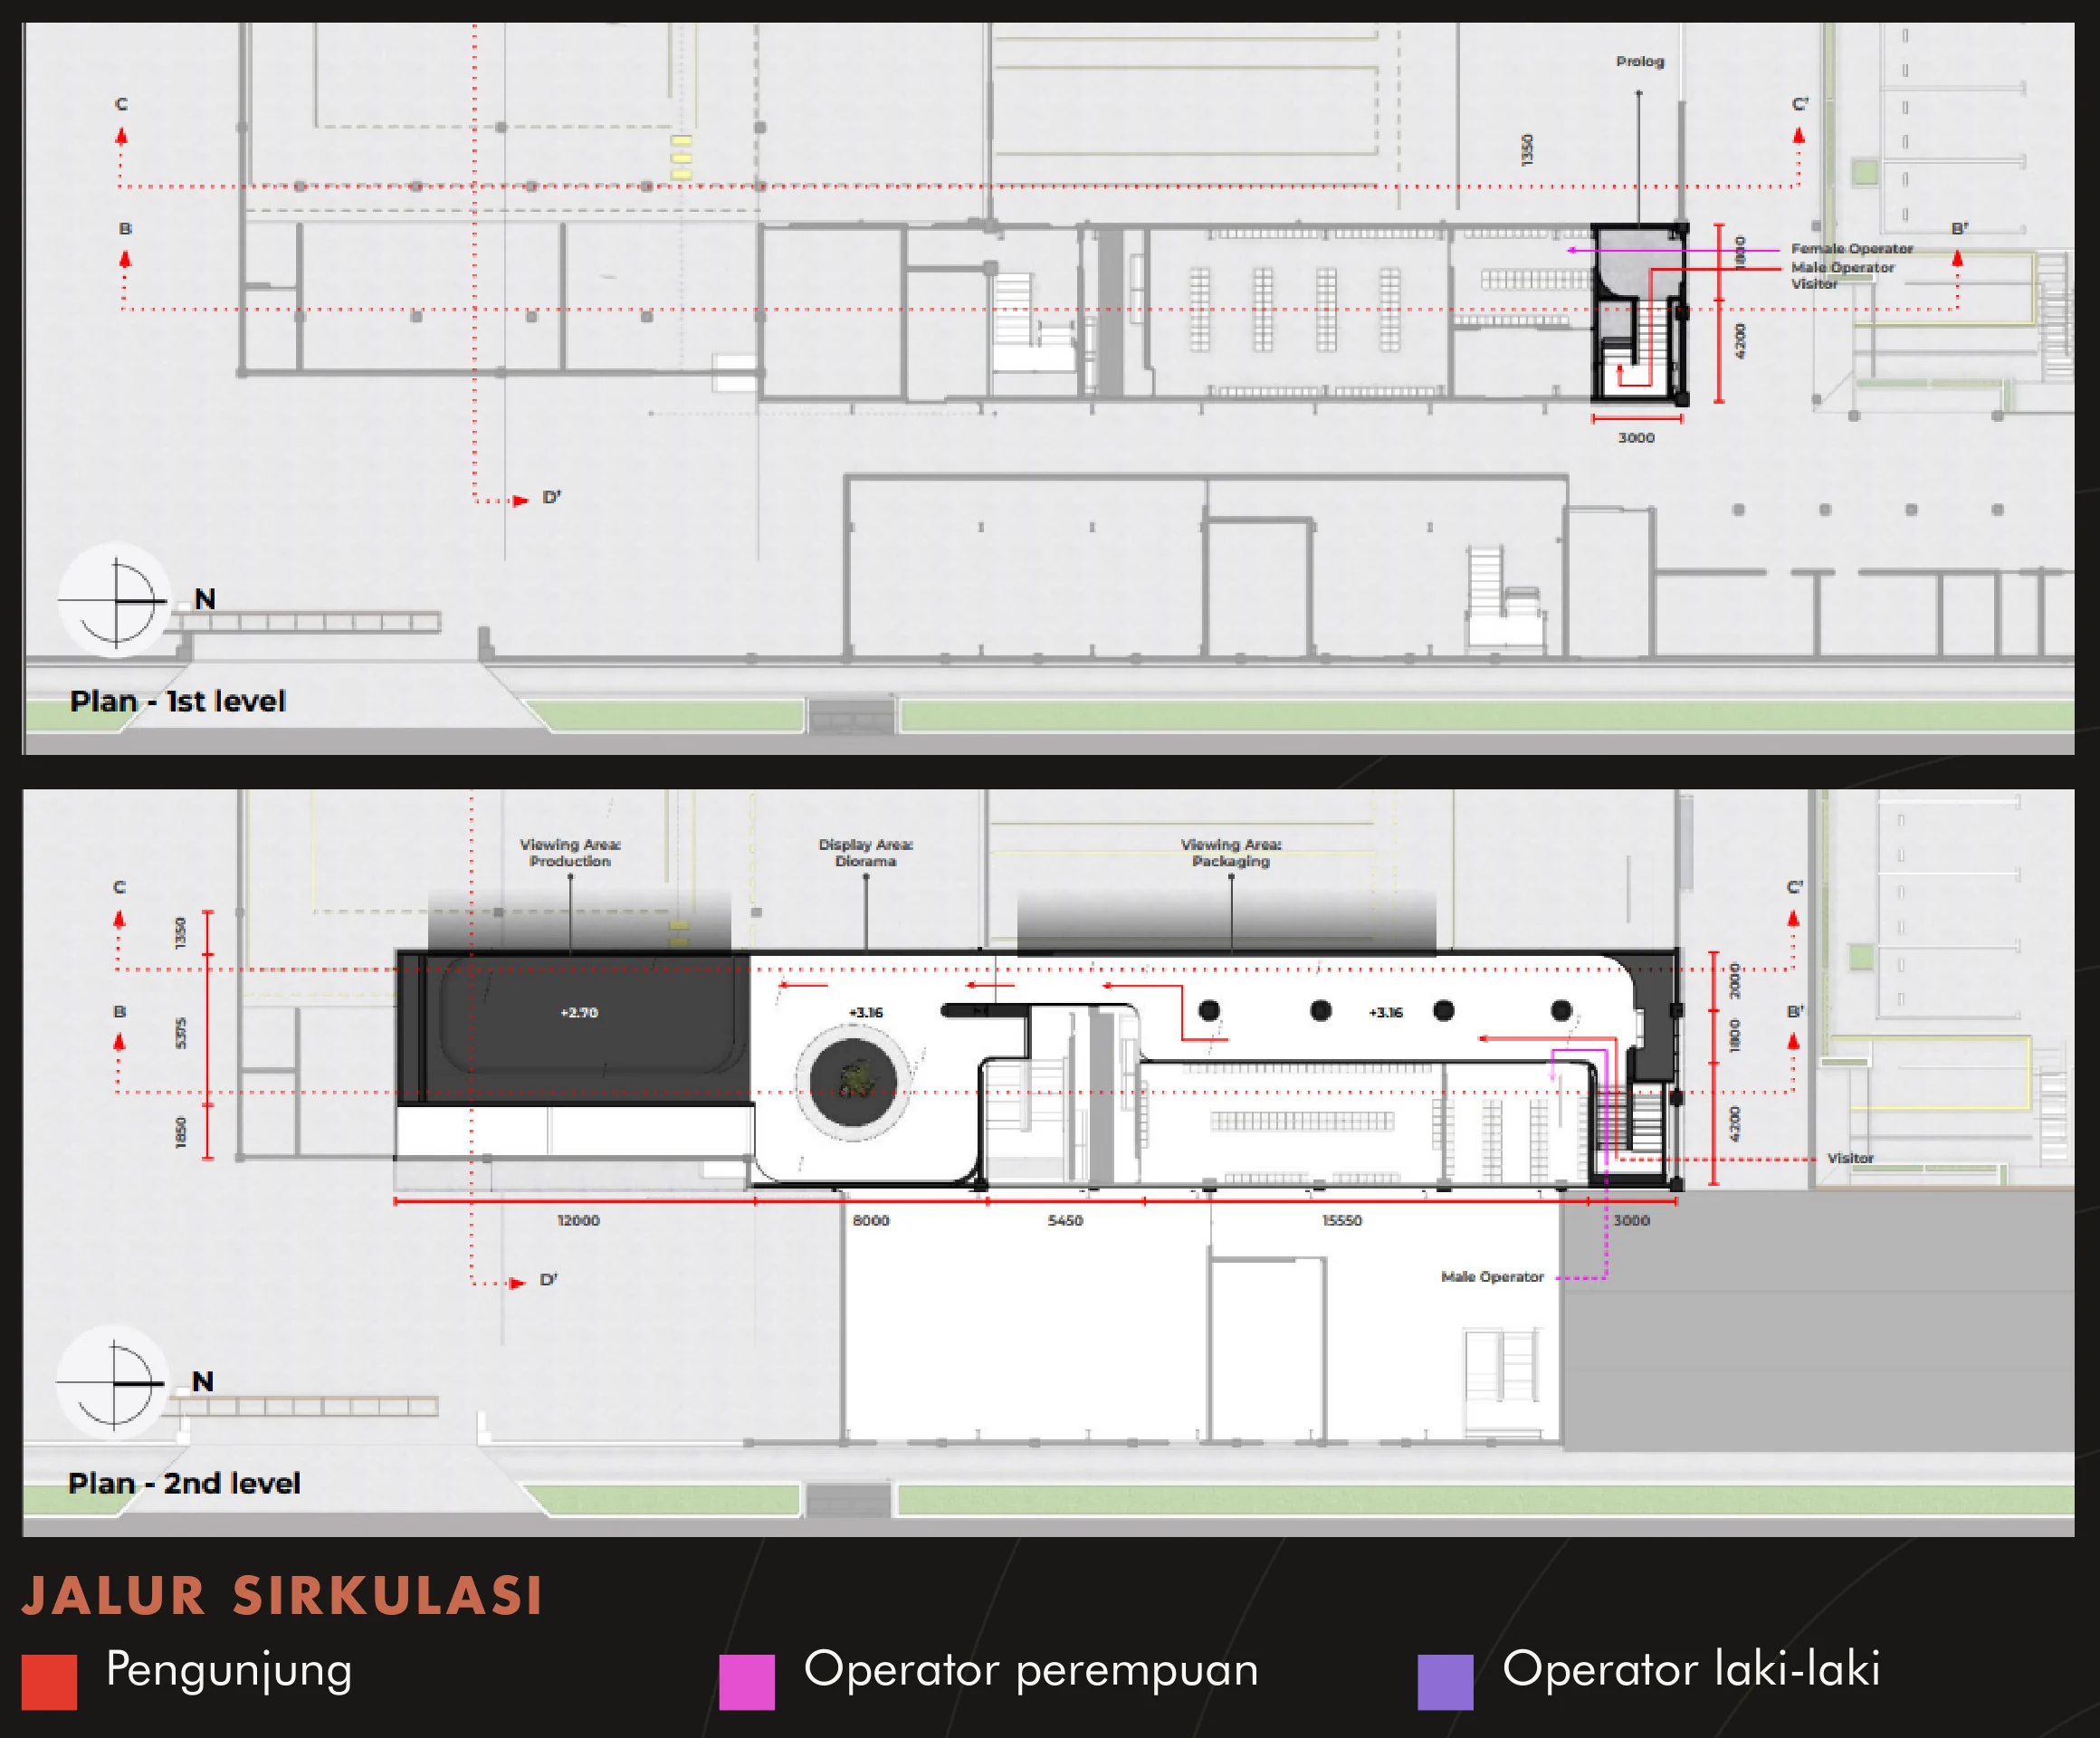 Prolog
C
C'
1350
B
B'
Female Operator
1800
Male Operator
Visitor
4200
3000
D'
N
Plan - 1st level
Viewing Area:
Production
Display Area:
Diorama
Viewing Area:
Packaging
C
C'
1350
2000
B
+2.70
+3.16
+3.16
B'
5375
1800
1850
4200
Visitor
12000
8000
5450
15550
3000
D'
Male Operator
N
Plan - 2nd level
JALUR SIRKULASI
Pengunjung
Operator perempuan
Operator laki-laki